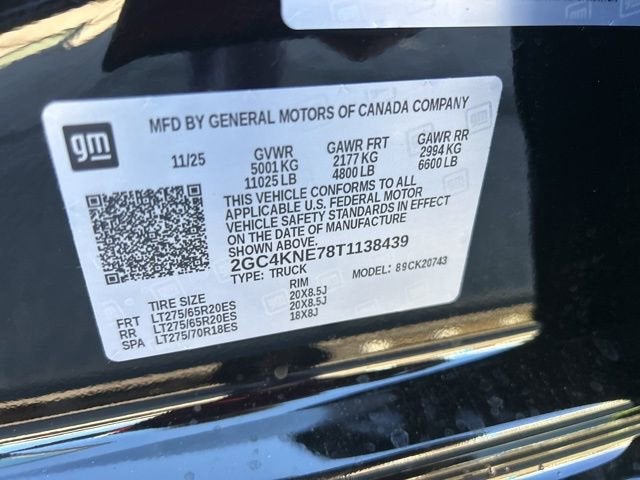 MFD BY GENERAL MOTORS OF CANADA COMPANY
gm
11/25 GVWR GAWR FRT GAWR RR
5001 KG 2177 KG 2994 KG
11025 LB 4800 LB 6600 LB
THIS VEHICLE CONFORMS TO ALL
APPLICABLE U.S. FEDERAL MOTOR
VEHICLE SAFETY STANDARDS IN EFFECT
ON THE DATE OF MANUFACTURE
SHOWN ABOVE.
2GC4KNE78T1138439
TYPE: TRUCK MODEL: 89CK20743
TIRE SIZE RIM
FRT LT275/65R20ES 20X8.5J
RR LT275/65R20ES 20X8.5J
SPA LT275/70R18ES 18X8J